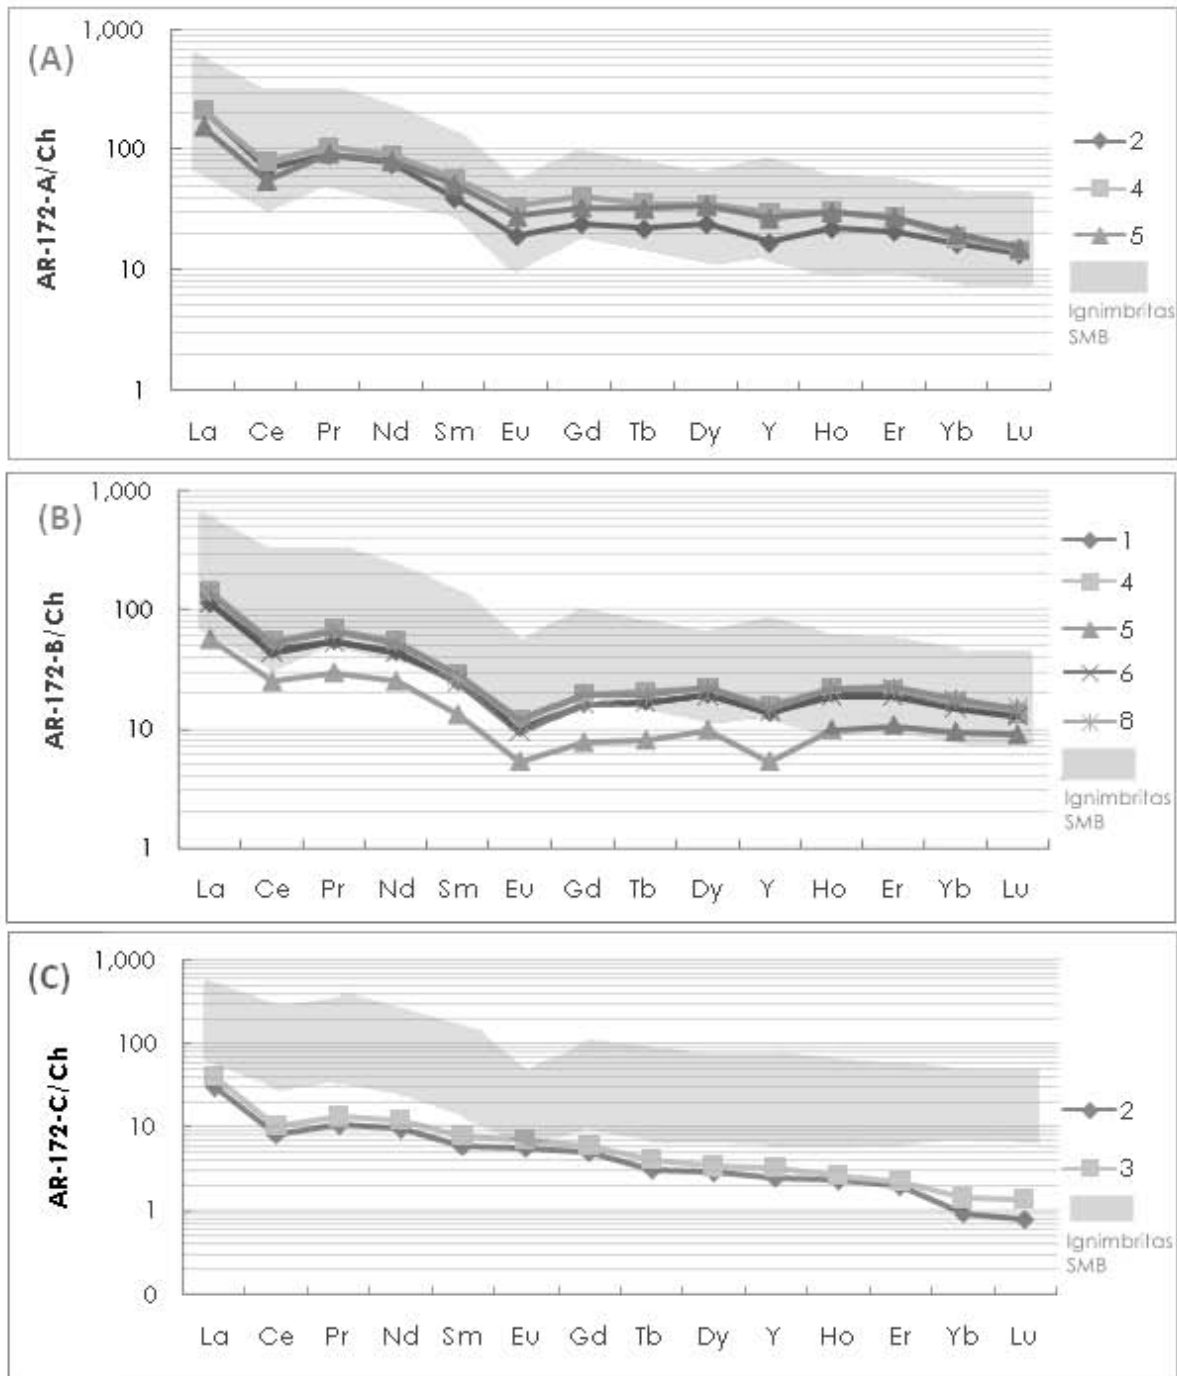 (A)
AR-172-A/Ch
1,000
100
10
1
La Ce Pr Nd Sm Eu Gd Tb Dy Y Ho Er Yb Lu
2
4
5
Ignimbritas
SMB
(B)
AR-172-B/Ch
1,000
100
10
1
La Ce Pr Nd Sm Eu Gd Tb Dy Y Ho Er Yb Lu
1
4
5
6
8
Ignimbritas
SMB
(C)
AR-172-C/Ch
1,000
100
10
1
0
La Ce Pr Nd Sm Eu Gd Tb Dy Y Ho Er Yb Lu
2
3
Ignimbritas
SMB